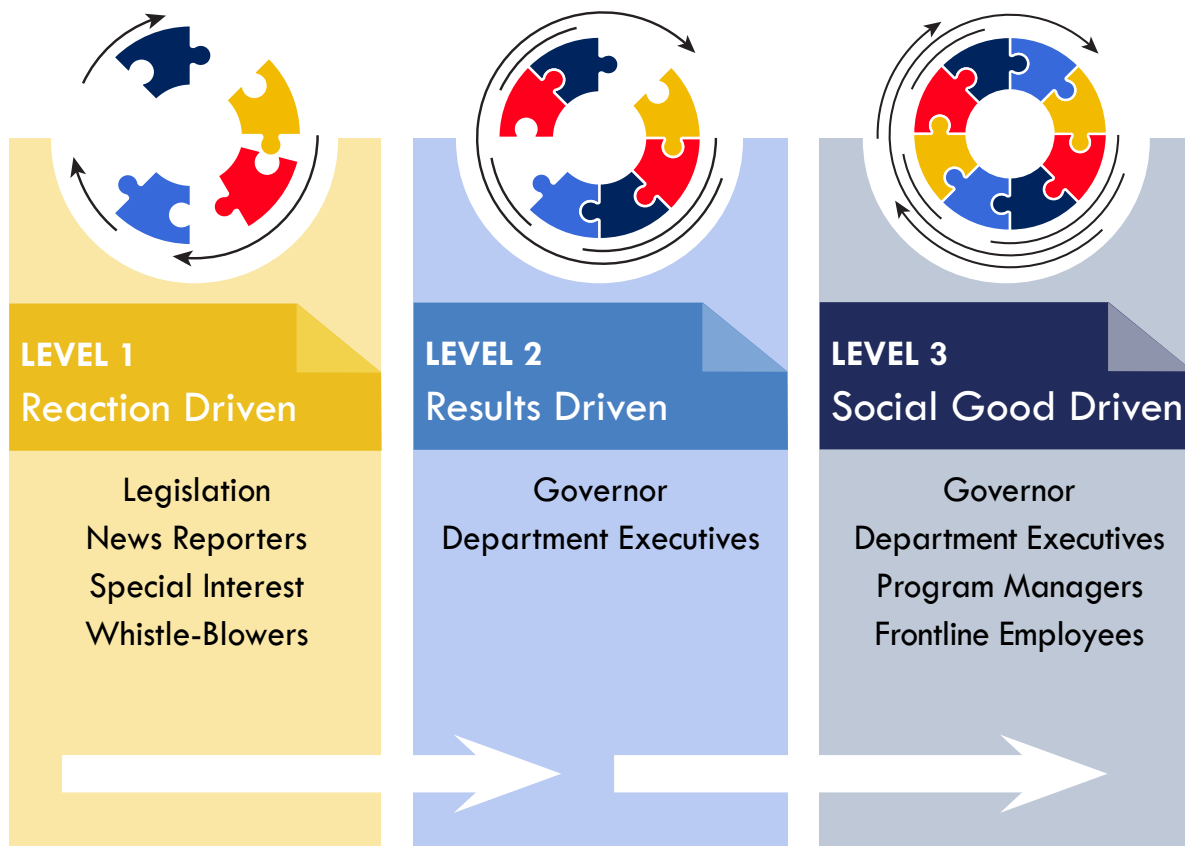 LEVEL 1
Reaction Driven
Legislation
News Reporters
Special Interest
Whistle-Blowers
LEVEL 2
Results Driven
Governor
Department Executives
LEVEL 3
Social Good Driven
Governor
Department Executives
Program Managers
Frontline Employees